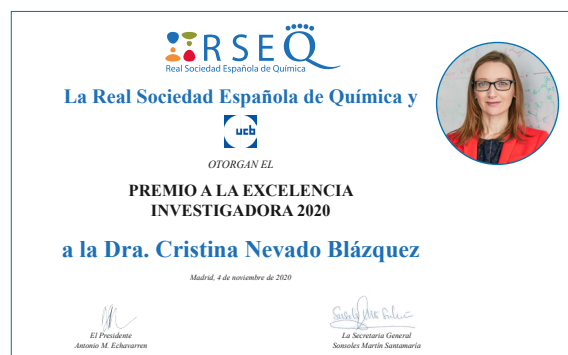 RSEQ
Real Sociedad Española de Química
La Real Sociedad Española de Química y
ucb
OTORGAN EL
PREMIO A LA EXCELENCIA
INVESTIGADORA 2020
a la Dra. Cristina Nevado Blázquez
Madrid, 4 de noviembre de 2020
El Presidente
Antonio M. Echavarren
La Secretaria General
Sonsoles Martín Santamaría